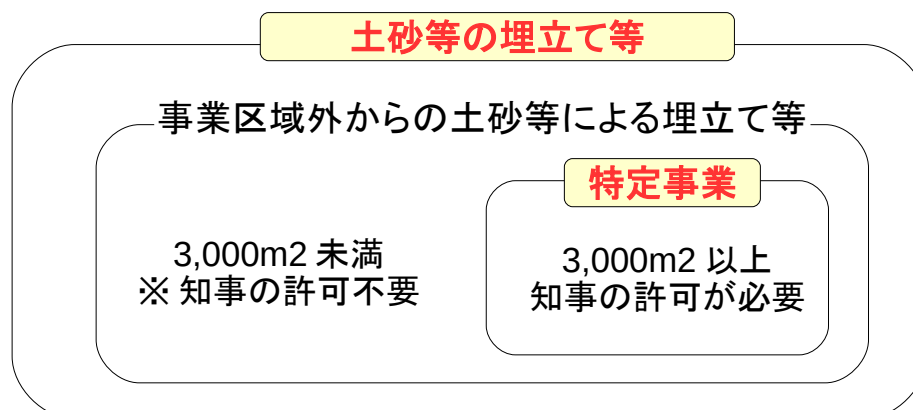 土砂等の埋立て等
事業区域外からの土砂等による埋立て等
特定事業
3,000m2 未満
※ 知事の許可不要
3,000m2 以上
知事の許可が必要